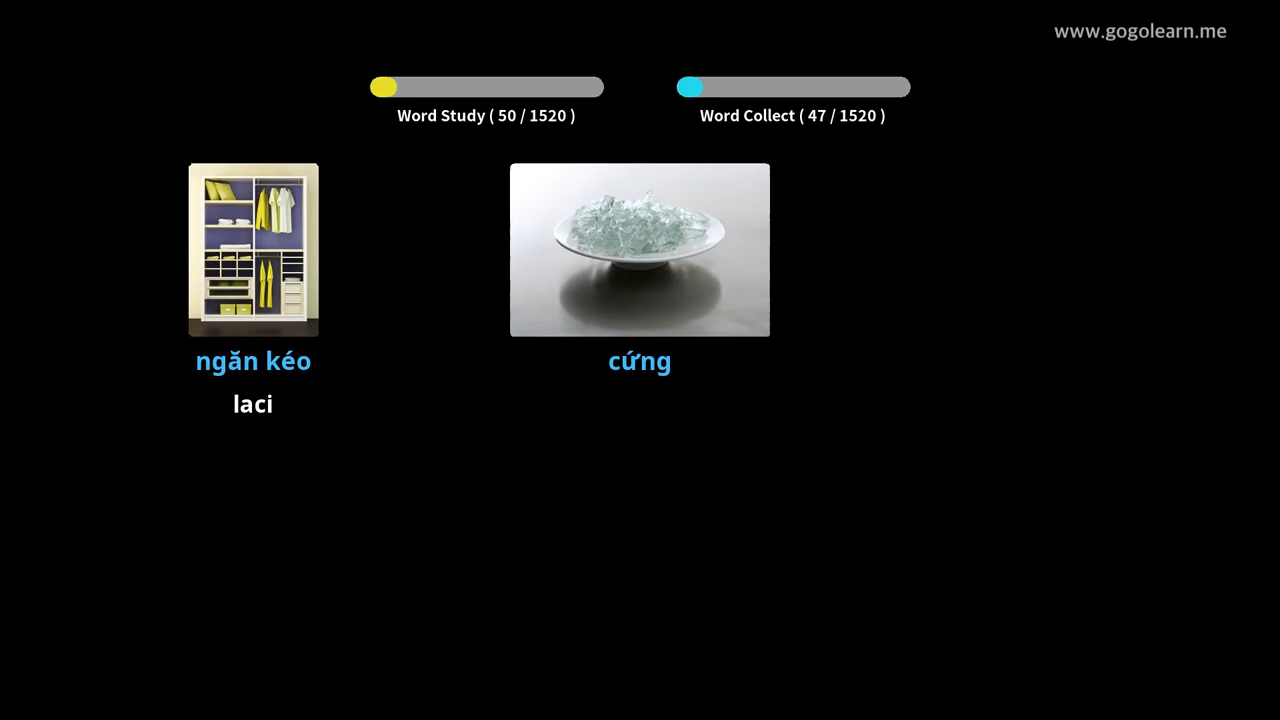 www.gogolearn.me
Word Study ( 50 / 1520 )
Word Collect ( 47 / 1520 )
ngăn kéo
cứng
laci